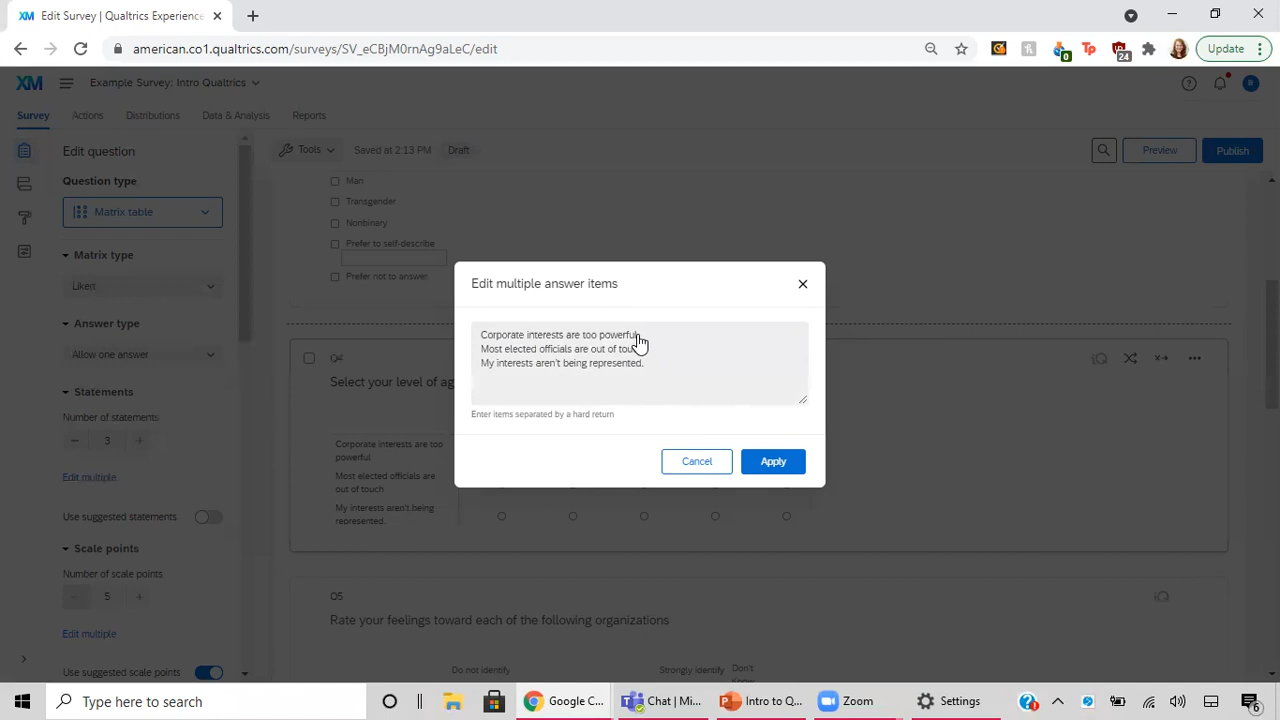 Edit Survey | Qualtrics Experience
american.co1.qualtrics.com/surveys/SV_eCBjM0rnAg9aLeC/edit
0
24
Update
XM
Example Survey: Intro Qualtrics
Survey
Actions
Distributions
Data & Analysis
Reports
Edit question
Tools
Saved at 2:13 PM
Draft
Preview
Publish
Question type
Matrix table
Man
Transgender
Nonbinary
Prefer to self-describe
Prefer not to answer.
Matrix type
Likert
Answer type
Allow one answer
Statements
Number of statements
3
Edit multiple
Use suggested statements
Scale points
Number of scale points
5
Edit multiple
Use suggested scale points
Edit multiple answer items
Corporate interests are too powerful
Most elected officials are out of
My interests aren't being represented.
Enter items separated by a hard return
Cancel
Apply
Q4
Select your level of
Corporate interests are too
powerful
Most elected officials are
out of touch
My interests aren't being
represented.
Q5
Rate your feelings toward each of the following organizations
Do not identify
Strongly identify
Don't
Know
Type here to search
Google C...
Chat | Mi...
Intro to Q...
Zoom
Settings
6